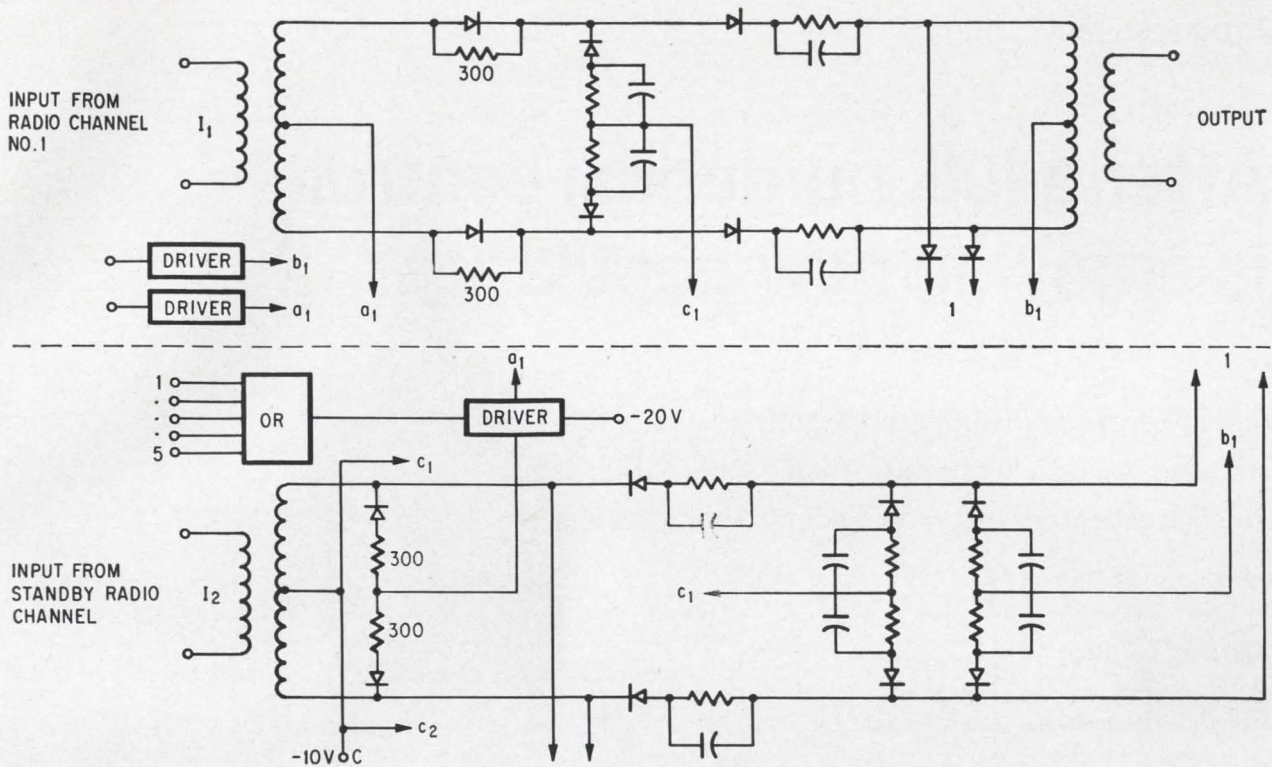 INPUT FROM
RADIO CHANNEL
NO.1
I₁
300
300
OUTPUT
DRIVER
b₁
DRIVER
a₁
a₁
c₁
1
b₁
a₁
1
1
.
.
.
5
OR
DRIVER
-20V
c₁
b₁
INPUT FROM
STANDBY RADIO
CHANNEL
I₂
300
300
c₁
c₂
-10V C